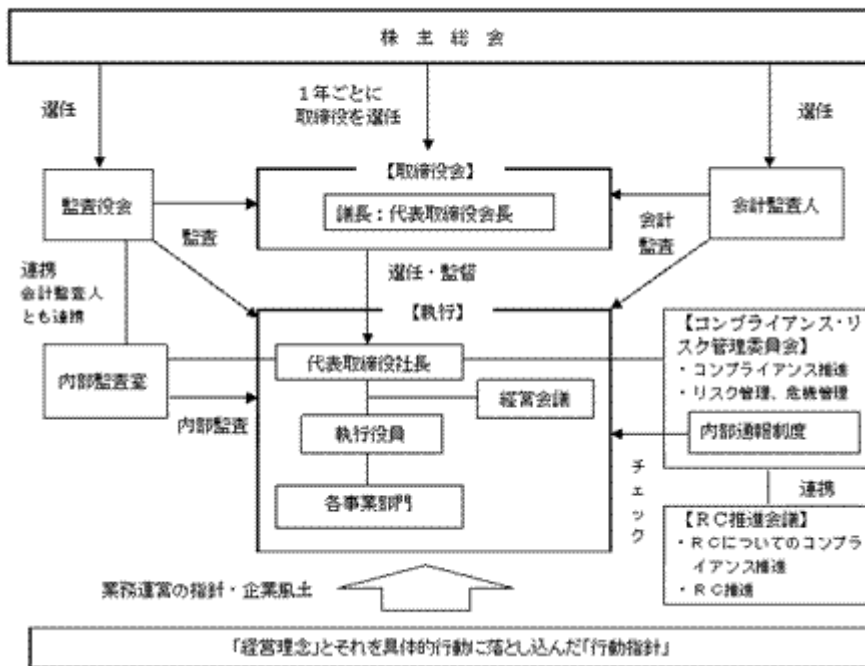 株主総会
選任
1年ごとに
取締役を選任
選任
【取締役会】
監査役会
議長：代表取締役会長
会計監査人
監査
会計
監査
連携
会計監査人
とも連携
選任・監督
【執行】
【コンプライアンス・リ
スク管理委員会】
・コンプライアンス推進
・リスク管理、危機管理
内部通報制度
代表取締役社長
内部監査室
経営会議
内部監査
執行役員
チェック
各事業部門
連携
【RC推進会議】
・RCについてのコンプラ
イアンス推進
・RC推進
業務運営の指針・企業風土
「経営理念」とそれを具体的行動に落とし込んだ「行動指針」